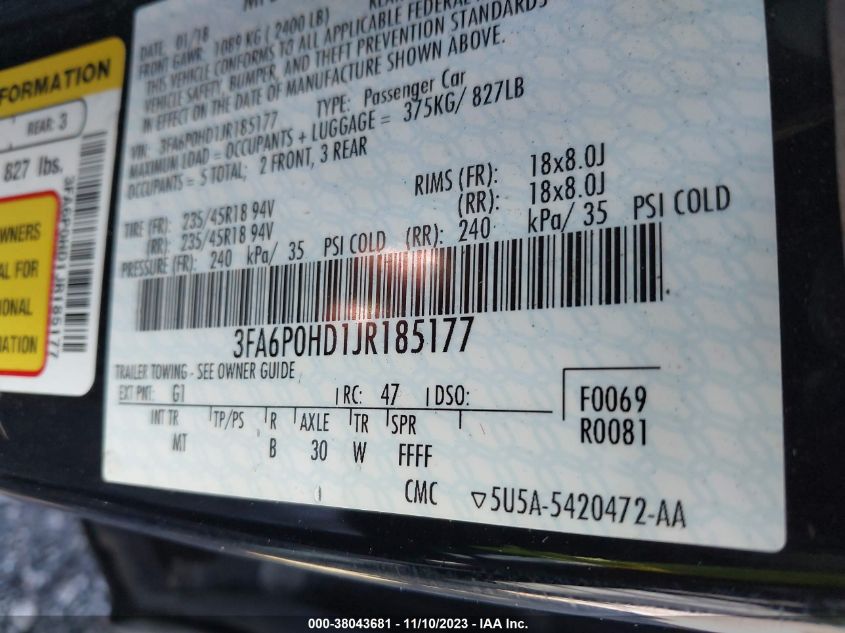 DATE: 01/18
FRONT GAWR: 1089 KG ( 2400 LB)
THIS VEHICLE CONFORMS TO ALL APPLICABLE FEDERAL
VEHICLE SAFETY, BUMPER, AND THEFT PREVENTION STANDARDS
IN EFFECT ON THE DATE OF MANUFACTURE SHOWN ABOVE.
VIN: 3FA6P0HD1JR185177 TYPE: Passenger Car
MAXIMUM LOAD = OCCUPANTS + LUGGAGE = 375KG/ 827LB
OCCUPANTS = 5 TOTAL; 2 FRONT, 3 REAR
TIRE (FR): 235/45R18 94V RIMS (FR): 18x8.0J
(RR): 235/45R18 94V (RR): 18x8.0J
PRESSURE (FR): 240 kPa/ 35 PSI COLD (RR): 240 kPa/ 35 PSI COLD
3FA6P0HD1JR185177
TRAILER TOWING - SEE OWNER GUIDE
EXT PNT: G1 RC: 47 DSO:
INT TR TP/PS R AXLE TR SPR
MT B 30 W FFFF
F0069
R0081
CMC ▽5U5A-5420472-AA
FORMATION
REAR: 3
827 lbs.
3FA6P0HD1JR185177
WNERS
AL FOR
IONAL
000-38043681 - 11/10/2023 - IAA Inc.